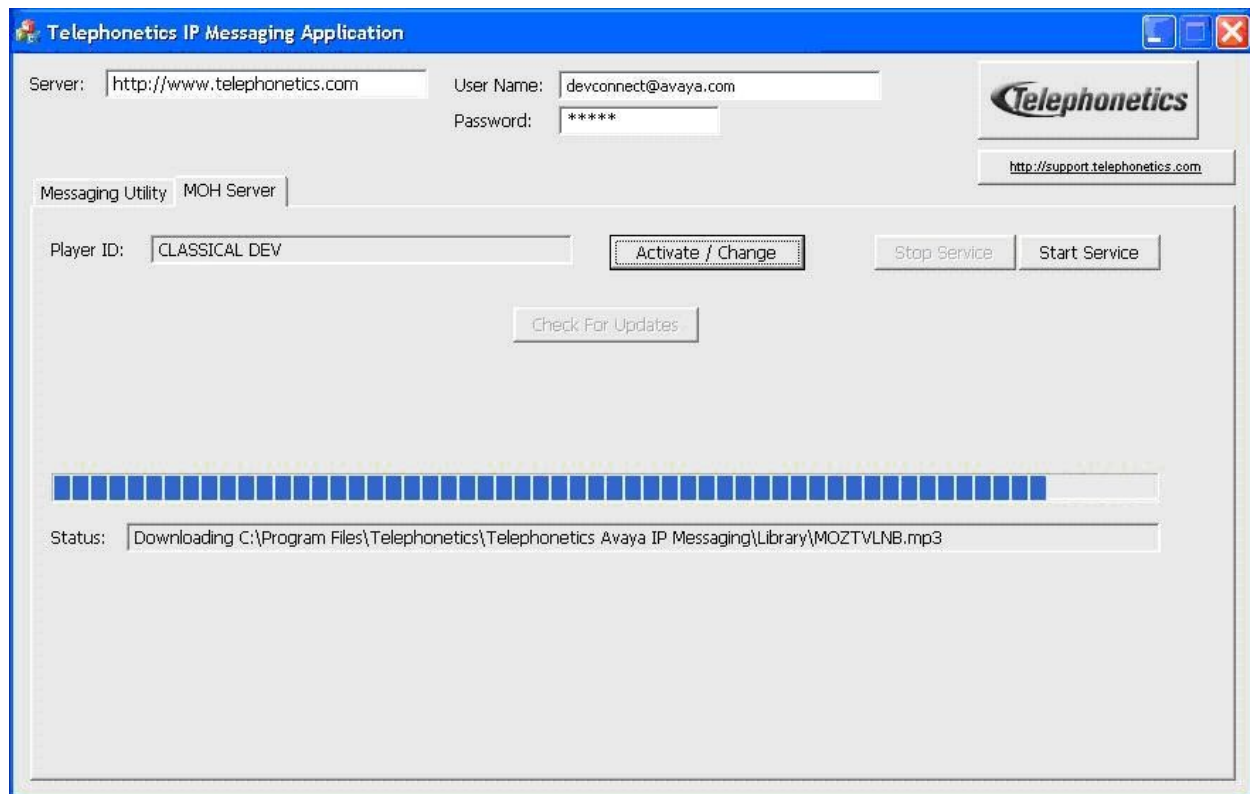 Telephonetics IP Messaging Application
Server: http://www.telephonetics.com
User Name: devconnect@avaya.com
Password: *****
Telephonetics
http://support.telephonetics.com
Messaging Utility MOH Server
Player ID: CLASSICAL DEV Activate / Change Stop Service Start Service
Check For Updates
Status: Downloading C:\Program Files\Telephonetics\Telephonetics Avaya IP Messaging\Library\MOZTVLNB.mp3